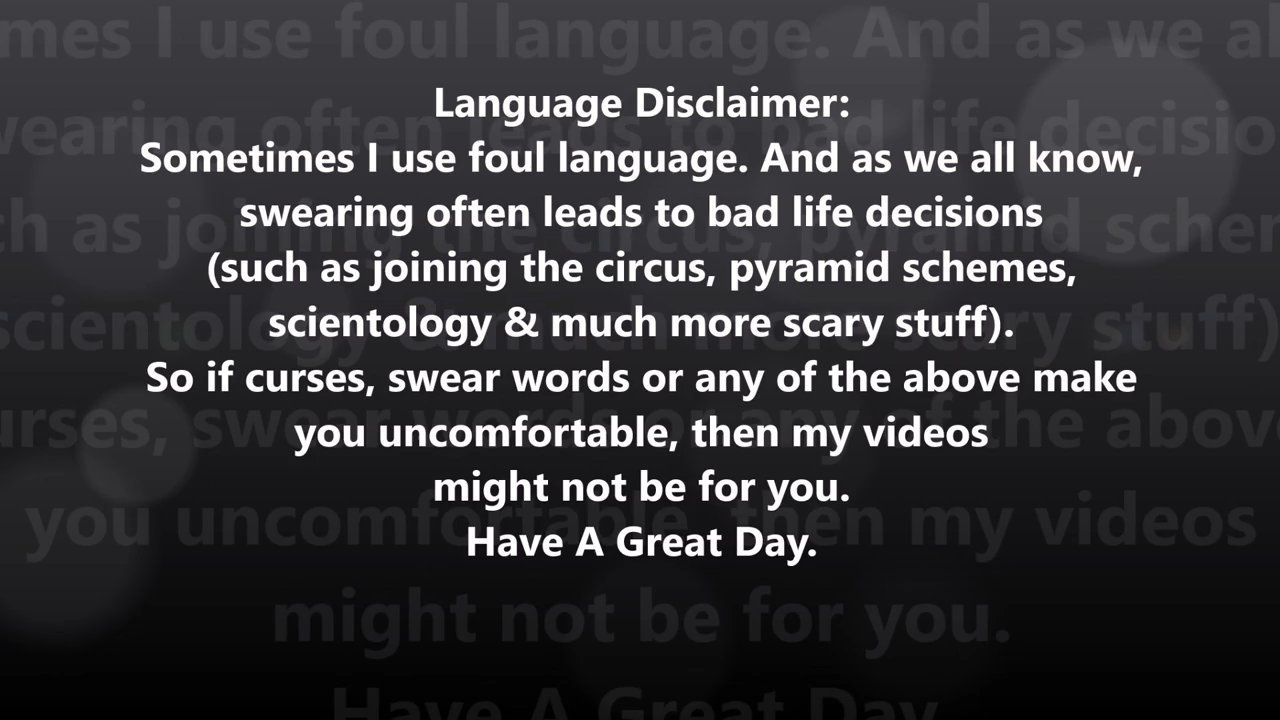 Language Disclaimer:
Sometimes I use foul language. And as we all know,
swearing often leads to bad life decisions
(such as joining the circus, pyramid schemes,
scientology & much more scary stuff).
So if curses, swear words or any of the above make
you uncomfortable, then my videos
might not be for you.
Have A Great Day.